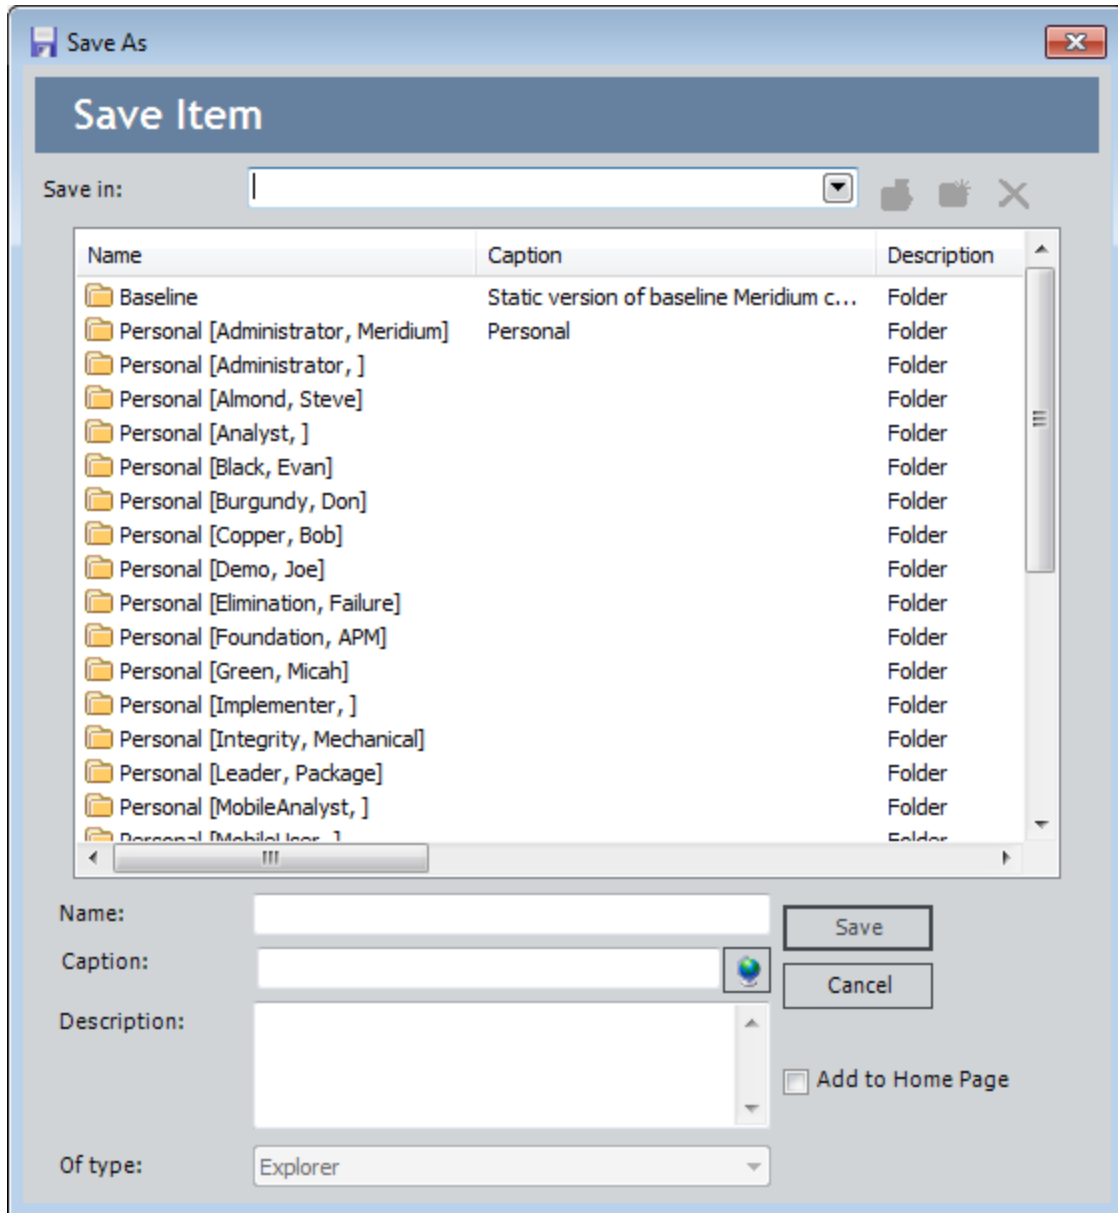 Save As
Save Item
Save in:
Name Caption Description
Baseline Static version of baseline Meridium c... Folder
Personal [Administrator, Meridium] Personal Folder
Personal [Administrator, ] Folder
Personal [Almond, Steve] Folder
Personal [Analyst, ] Folder
Personal [Black, Evan] Folder
Personal [Burgundy, Don] Folder
Personal [Copper, Bob] Folder
Personal [Demo, Joe] Folder
Personal [Elimination, Failure] Folder
Personal [Foundation, APM] Folder
Personal [Green, Micah] Folder
Personal [Implementer, ] Folder
Personal [Integrity, Mechanical] Folder
Personal [Leader, Package] Folder
Personal [MobileAnalyst, ] Folder
Personal [MobileUser, ] Folder
Name:
Save
Caption:
Cancel
Description:
Add to Home Page
Of type: Explorer